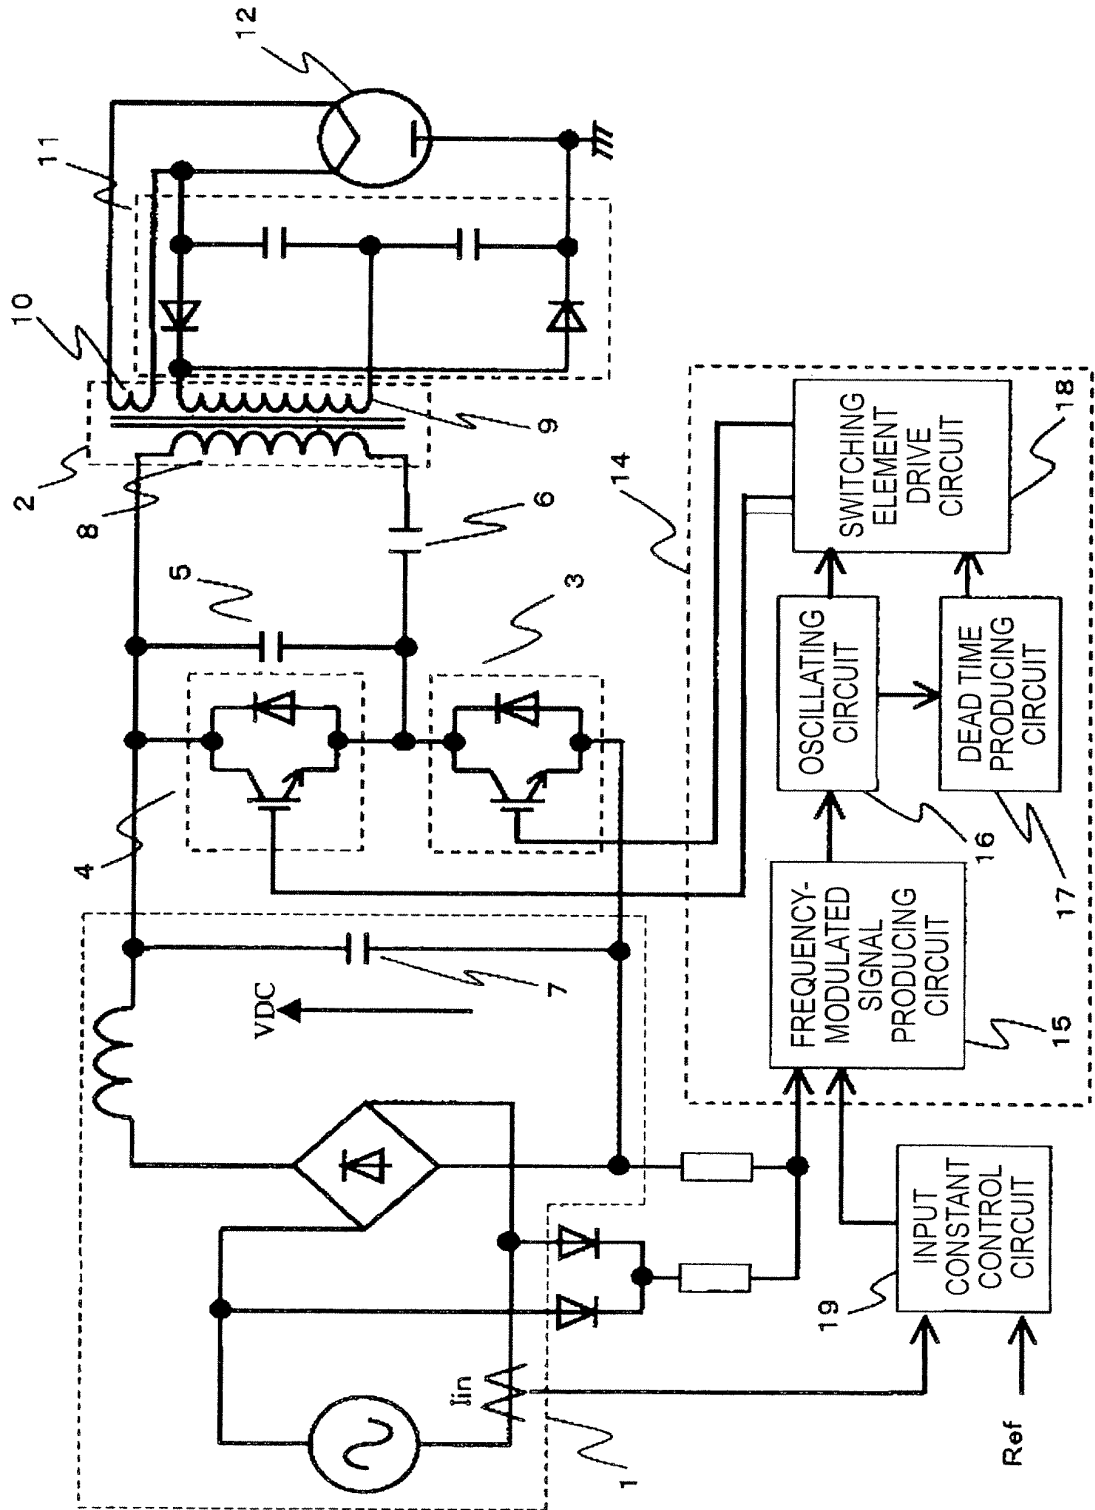 12
11
10
9
2
8
6
5
3
4
7
VDC
Iin
1
14
SWITCHING
ELEMENT
DRIVE
CIRCUIT
18
OSCILLATING
CIRCUIT
16
DEAD TIME
PRODUCING
CIRCUIT
17
FREQUENCY-
MODULATED
SIGNAL
PRODUCING
CIRCUIT
15
INPUT
CONSTANT
CONTROL
CIRCUIT
19
Ref